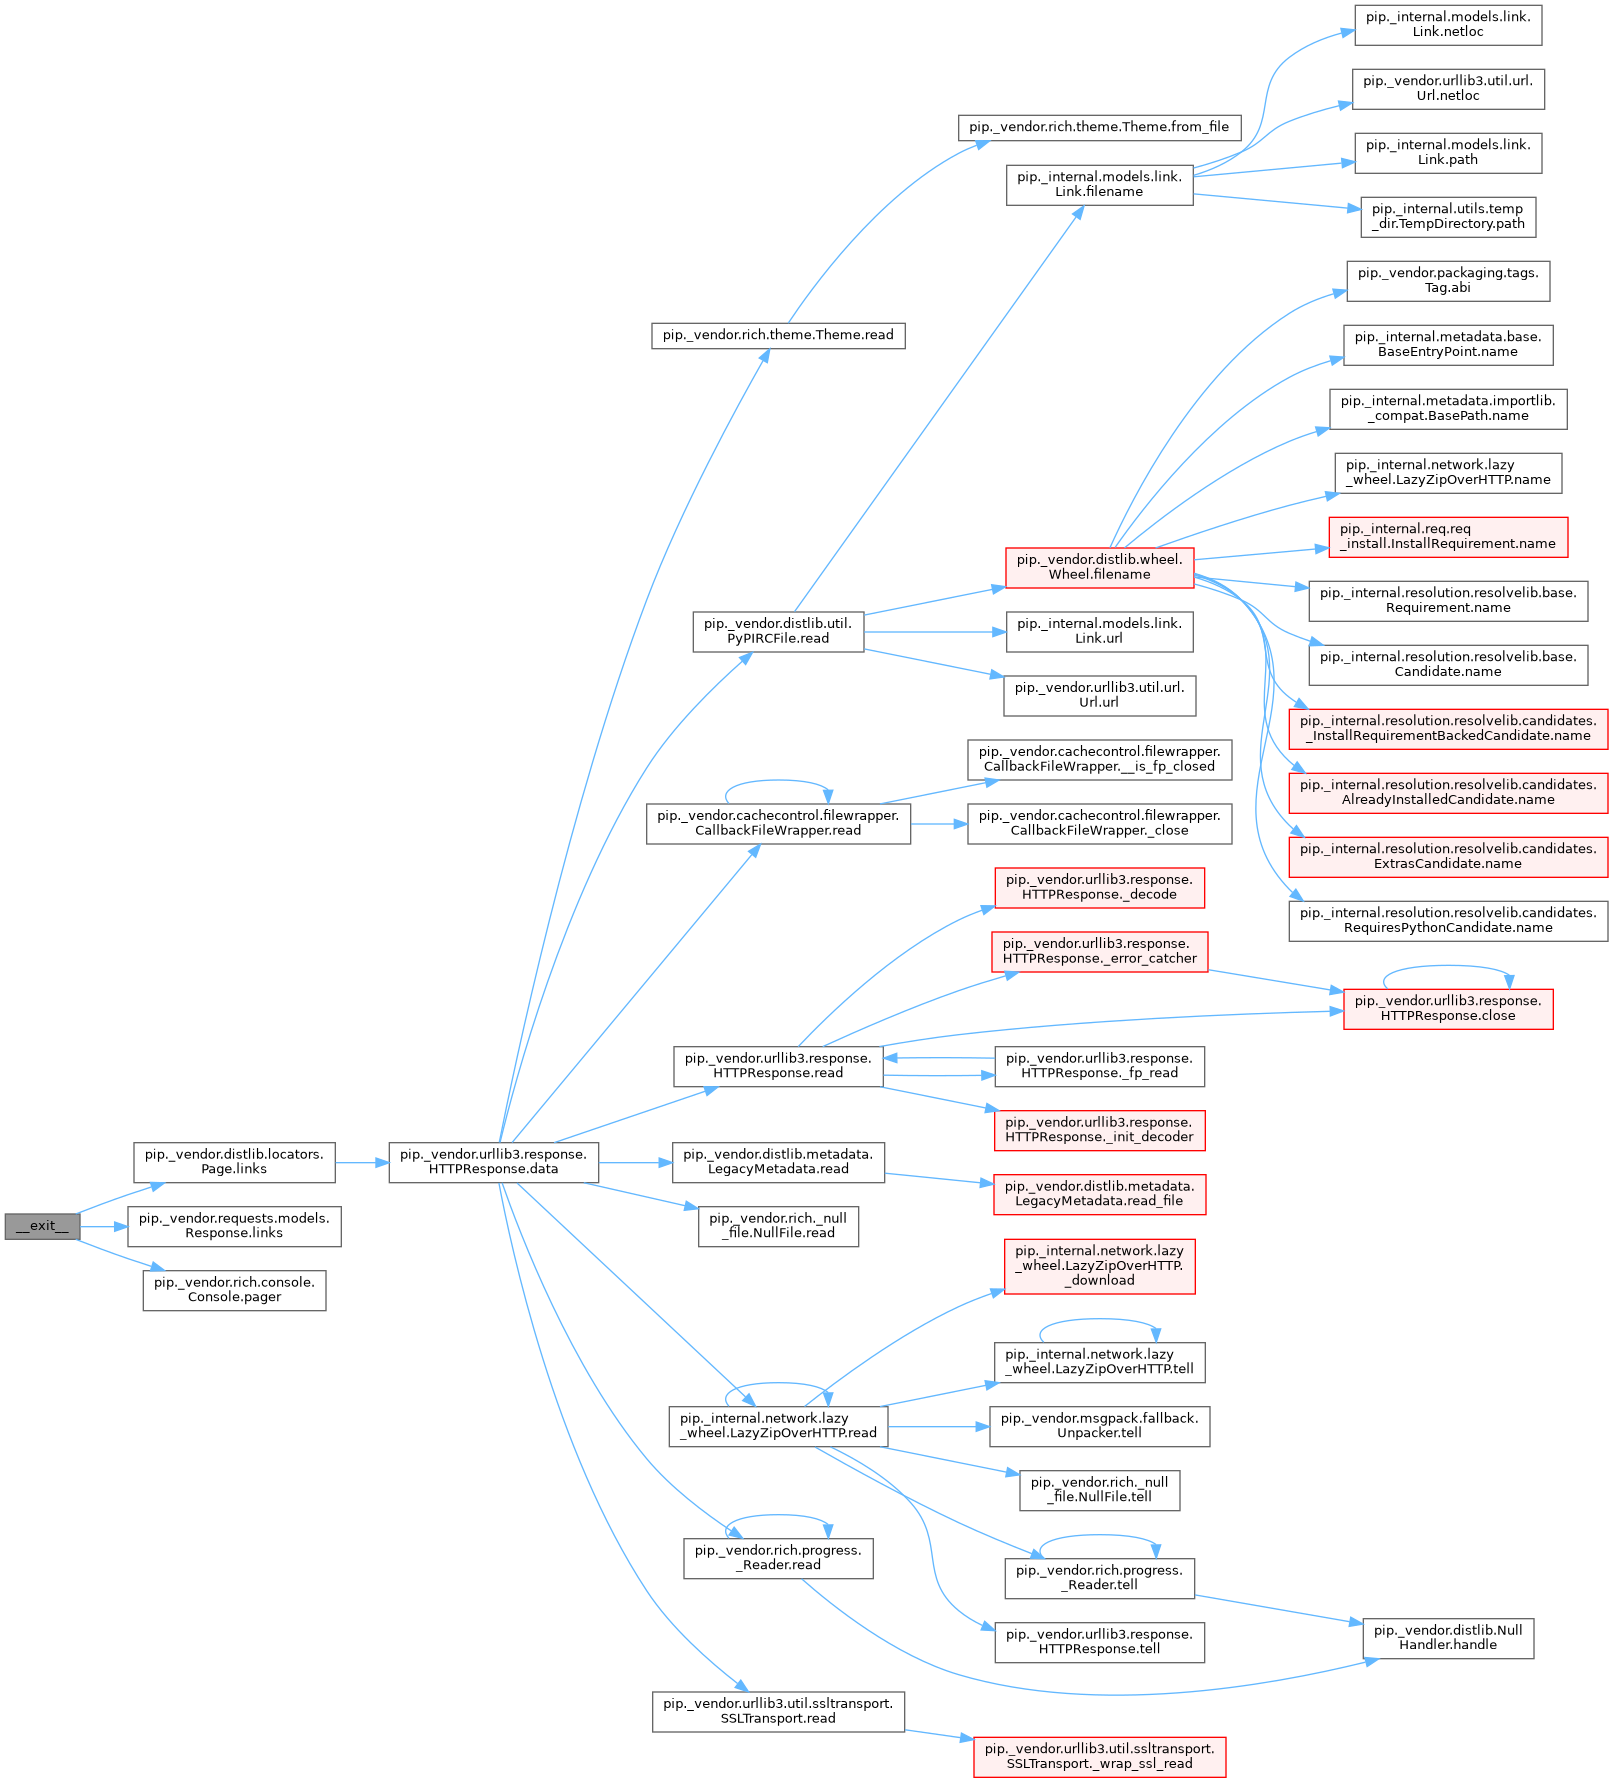 __exit__
pip._vendor.distlib.locators.
Page.links
pip._vendor.requests.models.
Response.links
pip._vendor.rich.console.
Console.pager
pip._vendor.urllib3.response.
HTTPResponse.data
pip._vendor.rich.theme.Theme.read
pip._vendor.distlib.util.
PyPIRCFile.read
pip._vendor.cachecontrol.filewrapper.
CallbackFileWrapper.read
pip._vendor.urllib3.response.
HTTPResponse.read
pip._vendor.distlib.metadata.
LegacyMetadata.read
pip._vendor.rich._null
_file.NullFile.read
pip._internal.network.lazy
_wheel.LazyZipOverHTTP.read
pip._vendor.rich.progress.
_Reader.read
pip._vendor.urllib3.util.ssltransport.
SSLTransport.read
pip._vendor.rich.theme.Theme.from_file
pip._internal.models.link.
Link.filename
pip._vendor.distlib.wheel.
Wheel.filename
pip._internal.models.link.
Link.url
pip._vendor.urllib3.util.url.
Url.url
pip._vendor.cachecontrol.filewrapper.
CallbackFileWrapper.__is_fp_closed
pip._vendor.cachecontrol.filewrapper.
CallbackFileWrapper._close
pip._vendor.urllib3.response.
HTTPResponse._decode
pip._vendor.urllib3.response.
HTTPResponse._error_catcher
pip._vendor.urllib3.response.
HTTPResponse._fp_read
pip._vendor.urllib3.response.
HTTPResponse._init_decoder
pip._vendor.distlib.metadata.
LegacyMetadata.read_file
pip._internal.network.lazy
_wheel.LazyZipOverHTTP.
_download
pip._internal.network.lazy
_wheel.LazyZipOverHTTP.tell
pip._vendor.msgpack.fallback.
Unpacker.tell
pip._vendor.rich._null
_file.NullFile.tell
pip._vendor.rich.progress.
_Reader.tell
pip._vendor.urllib3.response.
HTTPResponse.tell
pip._vendor.urllib3.util.ssltransport.
SSLTransport._wrap_ssl_read
pip._internal.models.link.
Link.netloc
pip._vendor.urllib3.util.url.
Url.netloc
pip._internal.models.link.
Link.path
pip._internal.utils.temp
_dir.TempDirectory.path
pip._vendor.packaging.tags.
Tag.abi
pip._internal.metadata.base.
BaseEntryPoint.name
pip._internal.metadata.importlib.
_compat.BasePath.name
pip._internal.network.lazy
_wheel.LazyZipOverHTTP.name
pip._internal.req.req
_install.InstallRequirement.name
pip._internal.resolution.resolvelib.base.
Requirement.name
pip._internal.resolution.resolvelib.base.
Candidate.name
pip._internal.resolution.resolvelib.candidates.
_InstallRequirementBackedCandidate.name
pip._internal.resolution.resolvelib.candidates.
AlreadyInstalledCandidate.name
pip._internal.resolution.resolvelib.candidates.
ExtrasCandidate.name
pip._internal.resolution.resolvelib.candidates.
RequiresPythonCandidate.name
pip._vendor.urllib3.response.
HTTPResponse.close
pip._vendor.distlib.Null
Handler.handle